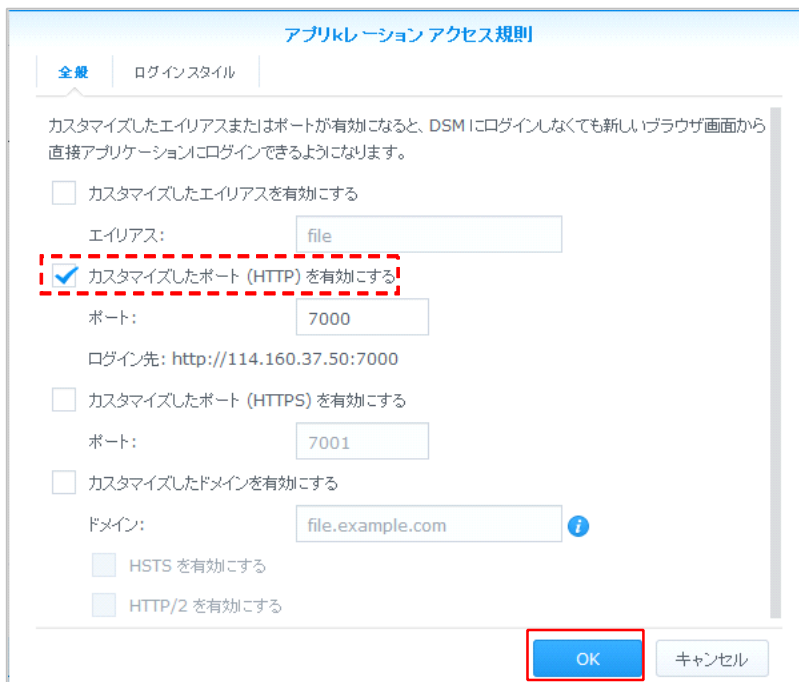 アプリkレーション アクセス規則
全般 ログインスタイル
カスタマイズしたエイリアスまたはポートが有効になると、DSM にログインしなくても新しいブラウザ画面から
直接アプリケーションにログインできるようになります。
カスタマイズしたエイリアスを有効にする
エイリアス: file
カスタマイズしたポート (HTTP) を有効にする
ポート: 7000
ログイン先: http://114.160.37.50:7000
カスタマイズしたポート (HTTPS) を有効にする
ポート: 7001
カスタマイズしたドメインを有効にする
ドメイン: file.example.com i
HSTS を有効にする
HTTP/2 を有効にする
OK キャンセル